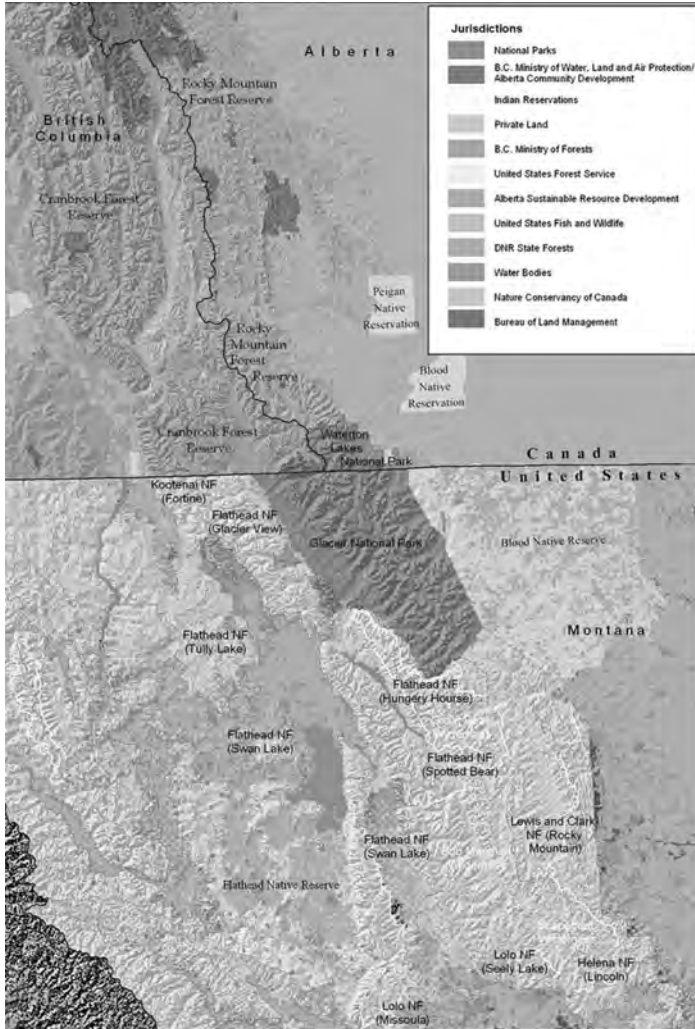 Jurisdictions
National Parks
B.C. Ministry of Water, Land and Air Protection/
Alberta Community Development
Indian Reservations
Private Land
B.C. Ministry of Forests
United States Forest Service
Alberta Sustainable Resource Development
United States Fish and Wildlife
DNR State Forests
Water Bodies
Nature Conservancy of Canada
Bureau of Land Management
Alberta
Rocky Mountain
Forest Reserve
British
Columbia
Cranbrook Forest
Reserve
Peigan
Native
Reservation
Rocky
Mountain
Forest
Reserve
Blood
Native
Reservation
Cranbrook Forest
Reserve
Waterton
Lakes
National Park
Canada
United States
Kootenai NF
(Fortine)
Flathead NF
(Glacier View)
Glacier National Park
Blood Native Reserve
Montana
Flathead NF
(Tully Lake)
Flathead NF
(Hungery Hourse)
Flathead NF
(Swan Lake)
Flathead NF
(Spotted Bear)
Lewis and Clark
NF (Rocky
Mountain)
Flathead NF
(Swan Lake)
Flathead Native Reserve
Lolo NF
(Seely Lake)
Helena NF
(Lincoln)
Lolo NF
(Missoula)